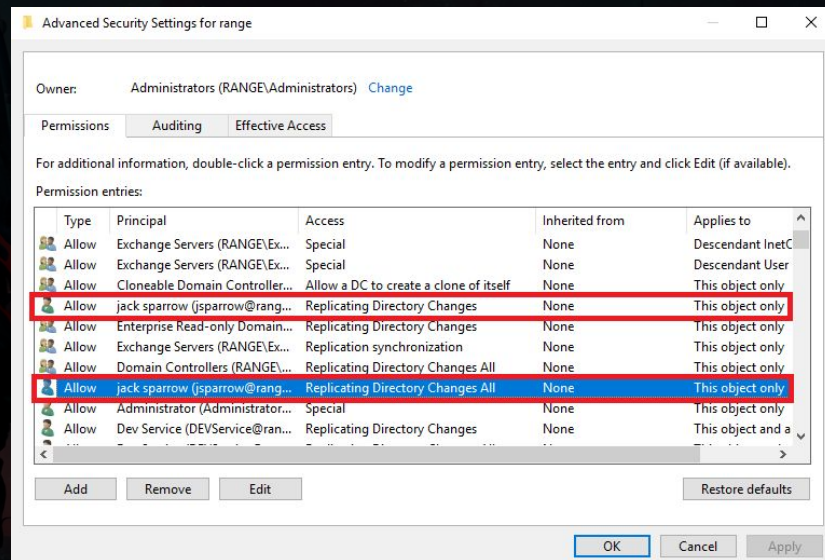 Advanced Security Settings for range
Owner: Administrators (RANGE\Administrators) Change
Permissions Auditing Effective Access
For additional information, double-click a permission entry. To modify a permission entry, select the entry and click Edit (if available).
Permission entries:
Type Principal Access Inherited from Applies to
Allow Exchange Servers (RANGE\Ex... Special None Descendant InetC
Allow Exchange Servers (RANGE\Ex... Special None Descendant User
Allow Cloneable Domain Controller... Allow a DC to create a clone of itself None This object only
Allow jack sparrow (jsparrow@rang... Replicating Directory Changes None This object only
Allow Enterprise Read-only Domain... Replicating Directory Changes None This object only
Allow Exchange Servers (RANGE\Ex... Replication synchronization None This object only
Allow Domain Controllers (RANGE\... Replicating Directory Changes All None This object only
Allow jack sparrow (jsparrow@rang... Replicating Directory Changes All None This object only
Allow Administrator (Administrator... Special None This object only
Allow Dev Service (DEVService@ran... Replicating Directory Changes None This object and a
Add Remove Edit Restore defaults
OK Cancel Apply